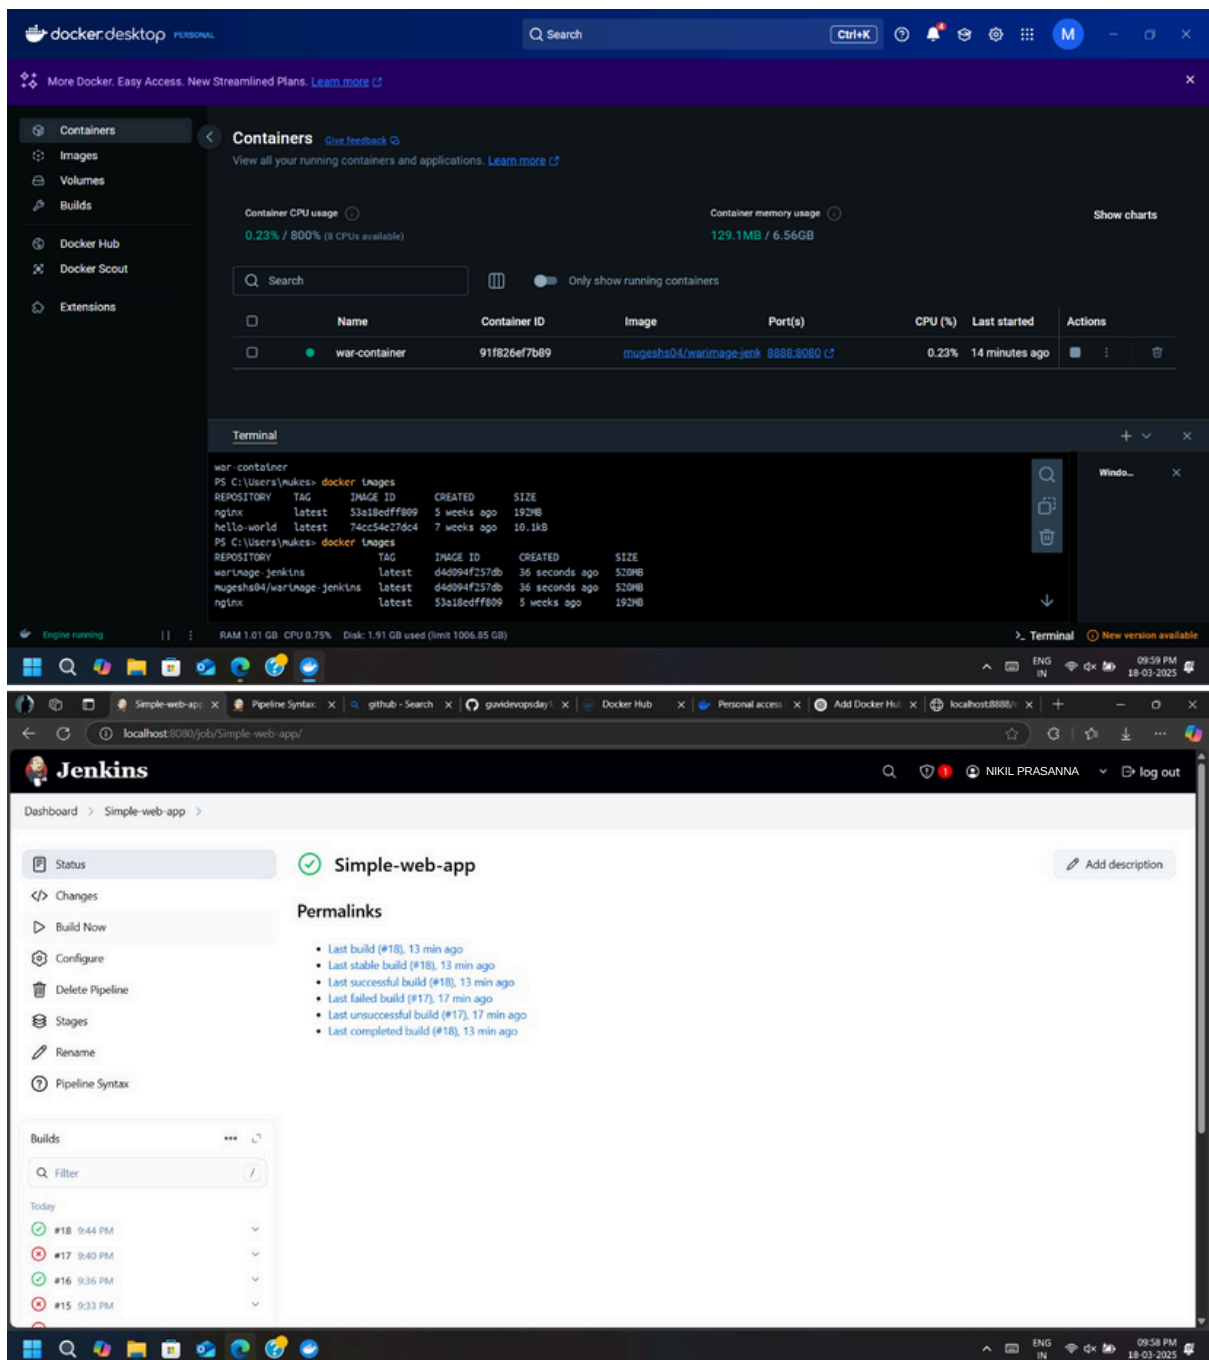 docker.desktop PERSONAL
Search
Ctrl+K
4
M
More Docker. Easy Access. New Streamlined Plans. Learn more
Containers
Images
Volumes
Builds
Docker Hub
Docker Scout
Extensions
Containers Give feedback
View all your running containers and applications. Learn more
Container CPU usage
0.23% / 800% (8 CPUs available)
Container memory usage
129.1MB / 6.56GB
Show charts
Search
Only show running containers
Name Container ID Image Port(s) CPU (%) Last started Actions
war-container 91f826ef7b89 mugeshs04/warimage-jenk 8888:8080 0.23% 14 minutes ago
Terminal
Windo...
war-container
PS C:\Users\mukes> docker images
REPOSITORY TAG IMAGE ID CREATED SIZE
nginx latest 53a18edff809 5 weeks ago 192MB
hello-world latest 74cc54e27dc4 7 weeks ago 10.1kB
PS C:\Users\mukes> docker images
REPOSITORY TAG IMAGE ID CREATED SIZE
warimage-jenkins latest d4d094f257db 36 seconds ago 520MB
mugeshs04/warimage-jenkins latest d4d094f257db 36 seconds ago 520MB
nginx latest 53a18edff809 5 weeks ago 192MB
Engine running
RAM 1.01 GB CPU 0.75% Disk: 1.91 GB used (limit 1006.85 GB)
>_ Terminal
New version available
ENG
IN
09:59 PM
18-03-2025
Simple-web-app
Pipeline Syntax:
github - Search
guvidevopsday1
Docker Hub
Personal access
Add Docker Hub
localhost:8888/
localhost:8080/job/Simple-web-app/
Jenkins
1
NIKIL PRASANNA
log out
Dashboard > Simple-web-app >
Status
Changes
Build Now
Configure
Delete Pipeline
Stages
Rename
Pipeline Syntax
Simple-web-app
Add description
Permalinks
Last build (#18), 13 min ago
Last stable build (#18), 13 min ago
Last successful build (#18), 13 min ago
Last failed build (#17), 17 min ago
Last unsuccessful build (#17), 17 min ago
Last completed build (#18), 13 min ago
Builds
Filter /
Today
#18 9:44 PM
#17 9:40 PM
#16 9:36 PM
#15 9:33 PM
ENG
IN
09:58 PM
18-03-2025